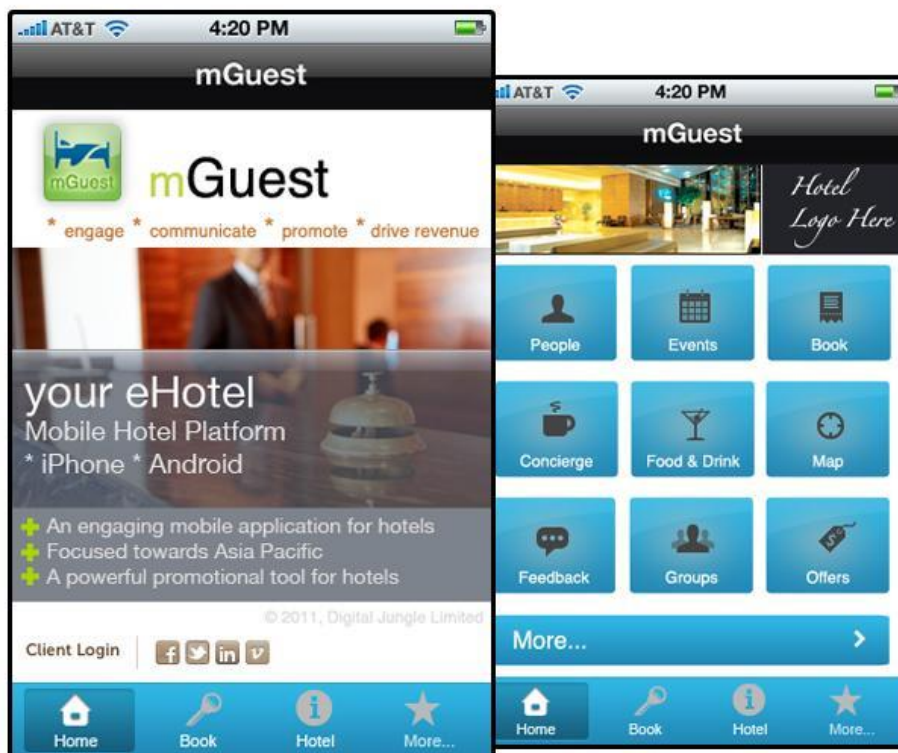 AT&T 4:20 PM
mGuest
mGuest
mGuest
* engage * communicate * promote * drive revenue
your eHotel
Mobile Hotel Platform
* iPhone * Android
An engaging mobile application for hotels
Focused towards Asia Pacific
A powerful promotional tool for hotels
© 2011, Digital Jungle Limited
Client Login f in v
Home Book Hotel More...
AT&T 4:20 PM
mGuest
Hotel
Logo Here
People Events Book
Concierge Food & Drink Map
Feedback Groups Offers
More...
Home Book Hotel More...